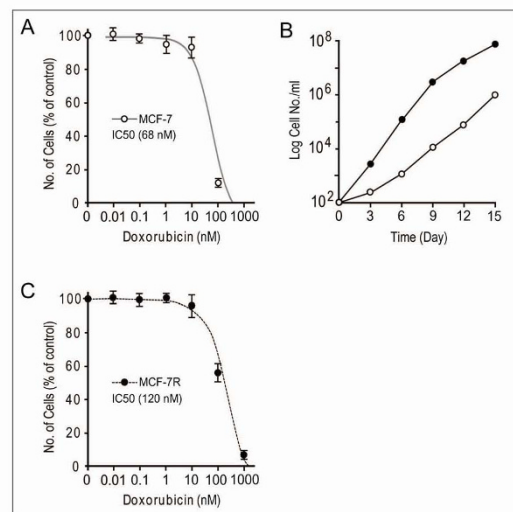 A
No. of Cells (% of control)
100
80
60
40
20
0
MCF-7
IC50 (68 nM)
0 0.01 0.1 1 10 100 1000
Doxorubicin (nM)
B
Log Cell No./ml
10^8
10^6
10^4
10^2
0 3 6 9 12 15
Time (Day)
C
No. of Cells (% of control)
100
80
60
40
20
0
MCF-7R
IC50 (120 nM)
0 0.01 0.1 1 10 100 1000
Doxorubicin (nM)